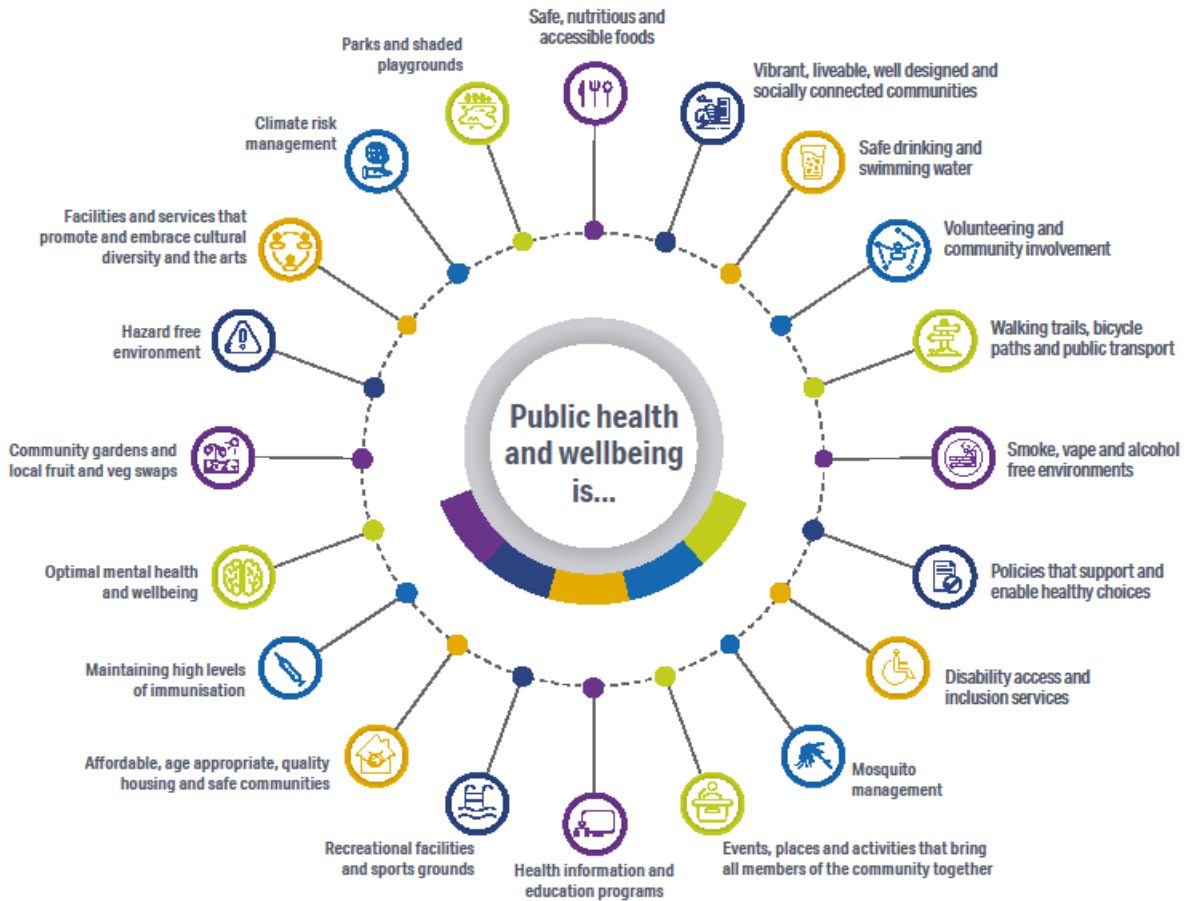 Public health
and wellbeing
is...
Safe, nutritious and
accessible foods
Vibrant, liveable, well designed and
socially connected communities
Safe drinking and
swimming water
Volunteering and
community involvement
Walking trails, bicycle
paths and public transport
Smoke, vape and alcohol
free environments
Policies that support and
enable healthy choices
Disability access and
inclusion services
Mosquito
management
Events, places and activities that bring
all members of the community together
Health information and
education programs
Recreational facilities
and sports grounds
Affordable, age appropriate, quality
housing and safe communities
Maintaining high levels
of immunisation
Optimal mental health
and wellbeing
Community gardens and
local fruit and veg swaps
Hazard free
environment
Facilities and services that
promote and embrace cultural
diversity and the arts
Climate risk
management
Parks and shaded
playgrounds